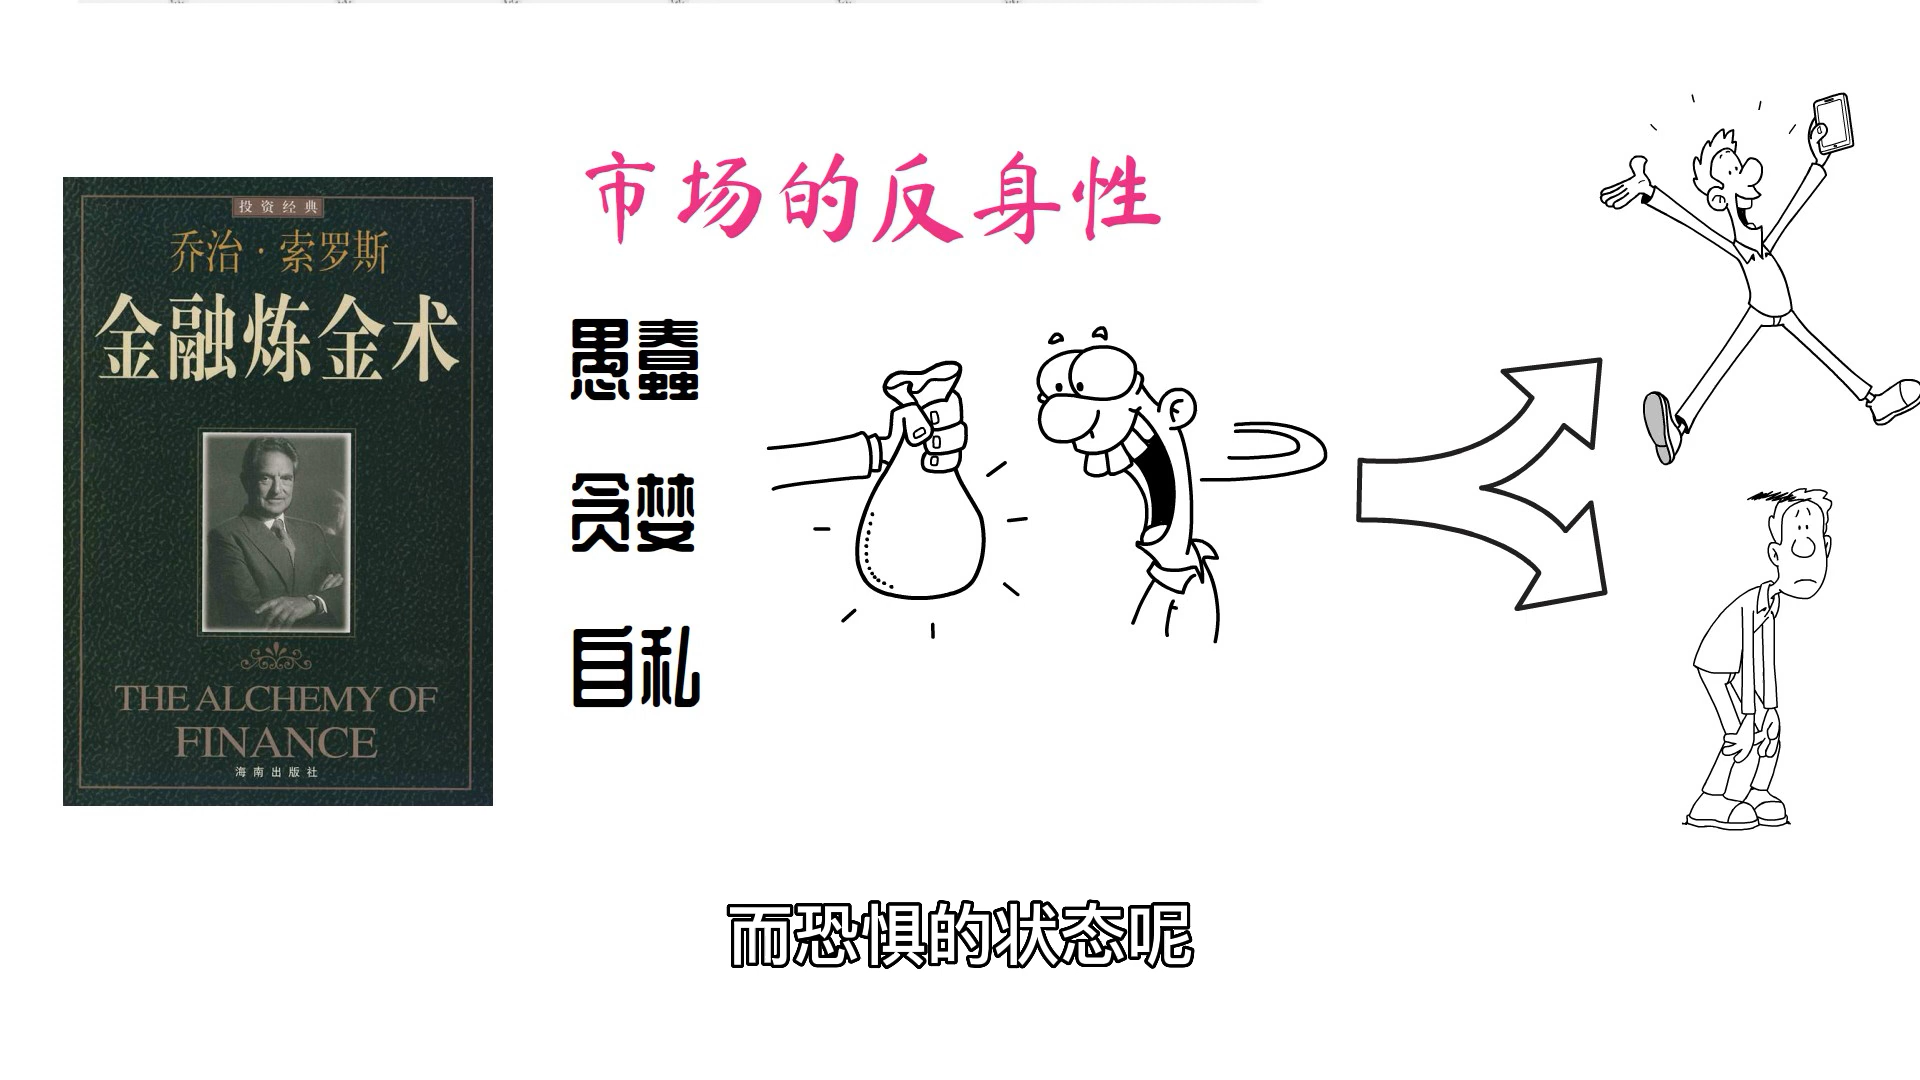 投资经典
乔治·索罗斯
金融炼金术
THE ALCHEMY OF
FINANCE
海南出版社
市场的反身性
愚蠢
贪婪
自私
而恐惧的状态呢